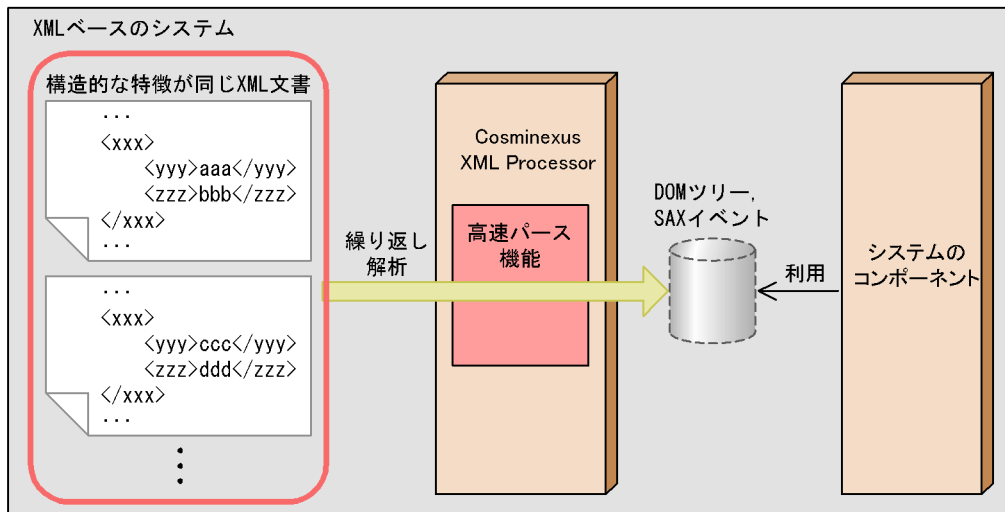 XMLベースのシステム
構造的な特徴が同じXML文書
...
<xxx>
<yyy>aaa</yyy>
<zzz>bbb</zzz>
</xxx>
...
...
<xxx>
<yyy>ccc</yyy>
<zzz>ddd</zzz>
</xxx>
...
繰り返し
解析
Cosminexus
XML Processor
高速パース
機能
DOMツリー,
SAXイベント
利用
システムの
コンポーネント